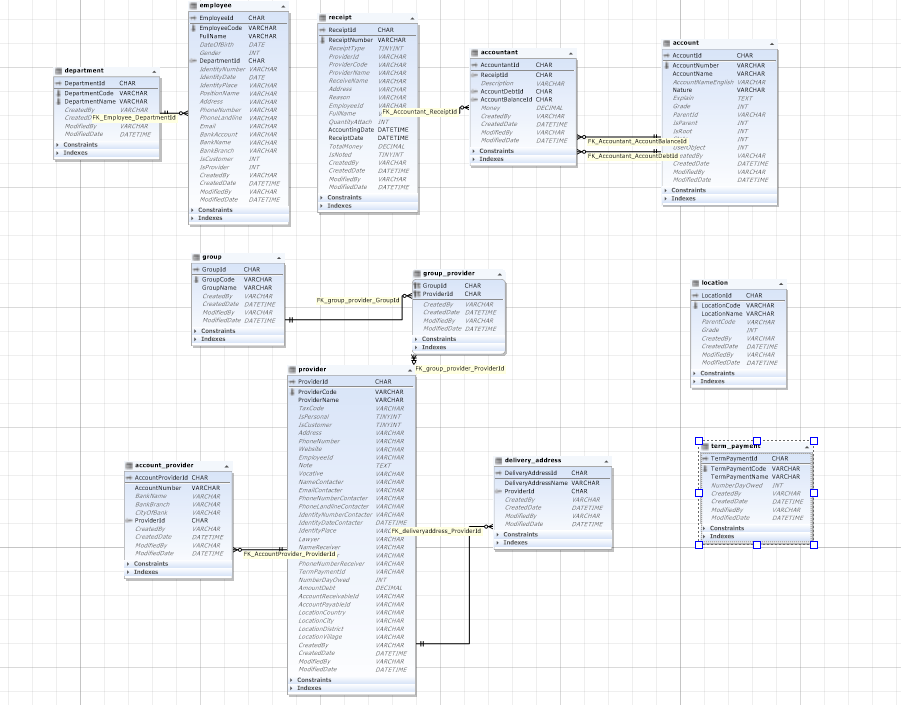 department
DepartmentId CHAR
DepartmentCode VARCHAR
DepartmentName VARCHAR
CreatedBy VARCHAR
ModifiedBy VARCHAR
ModifiedDate DATETIME
Constraints
Indexes
FK_Employee_DepartmentId
employee
EmployeeId CHAR
EmployeeCode VARCHAR
FullName VARCHAR
DateOfBirth DATE
Gender INT
DepartmentId CHAR
IdentityNumber VARCHAR
IdentityDate DATE
IdentityPlace VARCHAR
PositionName VARCHAR
Address VARCHAR
PhoneNumber VARCHAR
PhoneLandline VARCHAR
Email VARCHAR
BankAccount VARCHAR
BankName VARCHAR
BankBranch VARCHAR
IsCustomer INT
IsProvider INT
CreatedBy VARCHAR
CreatedDate DATETIME
ModifiedBy VARCHAR
ModifiedDate DATETIME
Constraints
Indexes
receipt
ReceiptId CHAR
ReceiptNumber VARCHAR
ReceiptType TINYINT
ProviderId VARCHAR
ProviderCode VARCHAR
ProviderName VARCHAR
ReceiveName VARCHAR
Address VARCHAR
Reason VARCHAR
EmployeeId
FullName
QuantityAttach INT
AccountingDate DATETIME
ReceiptDate DATETIME
TotalMoney DECIMAL
IsNoted TINYINT
CreatedBy VARCHAR
CreatedDate DATETIME
ModifiedBy VARCHAR
ModifiedDate DATETIME
Constraints
Indexes
FK_Accountant_ReceiptId
accountant
AccountantId CHAR
ReceiptId CHAR
Description VARCHAR
AccountDebtId CHAR
AccountBalanceId CHAR
Money DECIMAL
CreatedBy VARCHAR
CreatedDate DATETIME
ModifiedBy VARCHAR
ModifiedDate DATETIME
Constraints
Indexes
FK_Accountant_AccountBalanceId
FK_Accountant_AccountDebtId
account
AccountId CHAR
AccountNumber VARCHAR
AccountName VARCHAR
AccountNameEnglish VARCHAR
Nature VARCHAR
Explain TEXT
Grade INT
ParentId VARCHAR
IsParent INT
IsRoot INT
UserObject INT
CreatedBy VARCHAR
CreatedDate DATETIME
ModifiedBy VARCHAR
ModifiedDate DATETIME
Constraints
Indexes
group
GroupId CHAR
GroupCode VARCHAR
GroupName VARCHAR
CreatedBy VARCHAR
CreatedDate DATETIME
ModifiedBy VARCHAR
ModifiedDate DATETIME
Constraints
Indexes
FK_group_provider_GroupId
group_provider
GroupId CHAR
ProviderId CHAR
CreatedBy VARCHAR
CreatedDate DATETIME
ModifiedBy VARCHAR
ModifiedDate DATETIME
Constraints
Indexes
FK_group_provider_ProviderId
location
LocationId CHAR
LocationCode VARCHAR
LocationName VARCHAR
ParentCode VARCHAR
Grade INT
CreatedBy VARCHAR
CreatedDate DATETIME
ModifiedBy VARCHAR
ModifiedDate DATETIME
Constraints
Indexes
provider
ProviderId CHAR
ProviderCode VARCHAR
ProviderName VARCHAR
TaxCode VARCHAR
IsPersonal TINYINT
IsCustomer TINYINT
Address VARCHAR
PhoneNumber VARCHAR
Website VARCHAR
EmployeeId VARCHAR
Note TEXT
Vocative VARCHAR
NameContacter VARCHAR
EmailContacter VARCHAR
PhoneNumberContacter VARCHAR
PhoneLandlineContacter VARCHAR
IdentityNumberContacter VARCHAR
IdentityDateContacter DATETIME
IdentityPlace
Lawyer VARCHAR
NameReceiver VARCHAR
PhoneNumberReceiver VARCHAR
TermPaymentId VARCHAR
NumberDayOwed INT
AmountDebt DECIMAL
AccountReceivableId VARCHAR
AccountPayableId VARCHAR
LocationCountry VARCHAR
LocationCity VARCHAR
LocationDistrict VARCHAR
LocationVillage VARCHAR
CreatedBy VARCHAR
CreatedDate DATETIME
ModifiedBy VARCHAR
ModifiedDate DATETIME
Constraints
Indexes
account_provider
AccountProviderId CHAR
AccountNumber VARCHAR
BankName VARCHAR
BankBranch VARCHAR
CityOfBank VARCHAR
ProviderId CHAR
CreatedBy VARCHAR
CreatedDate DATETIME
ModifiedBy VARCHAR
ModifiedDate DATETIME
Constraints
Indexes
FK_AccountProvider_ProviderId
FK_deliveryaddress_ProviderId
delivery_address
DeliveryAddressId CHAR
DeliveryAddressName VARCHAR
ProviderId CHAR
CreatedBy VARCHAR
CreatedDate DATETIME
ModifiedBy VARCHAR
ModifiedDate DATETIME
Constraints
Indexes
term_payment
TermPaymentId CHAR
TermPaymentCode VARCHAR
TermPaymentName VARCHAR
NumberDayOwed INT
CreatedBy VARCHAR
CreatedDate DATETIME
ModifiedBy VARCHAR
ModifiedDate DATETIME
Constraints
Indexes